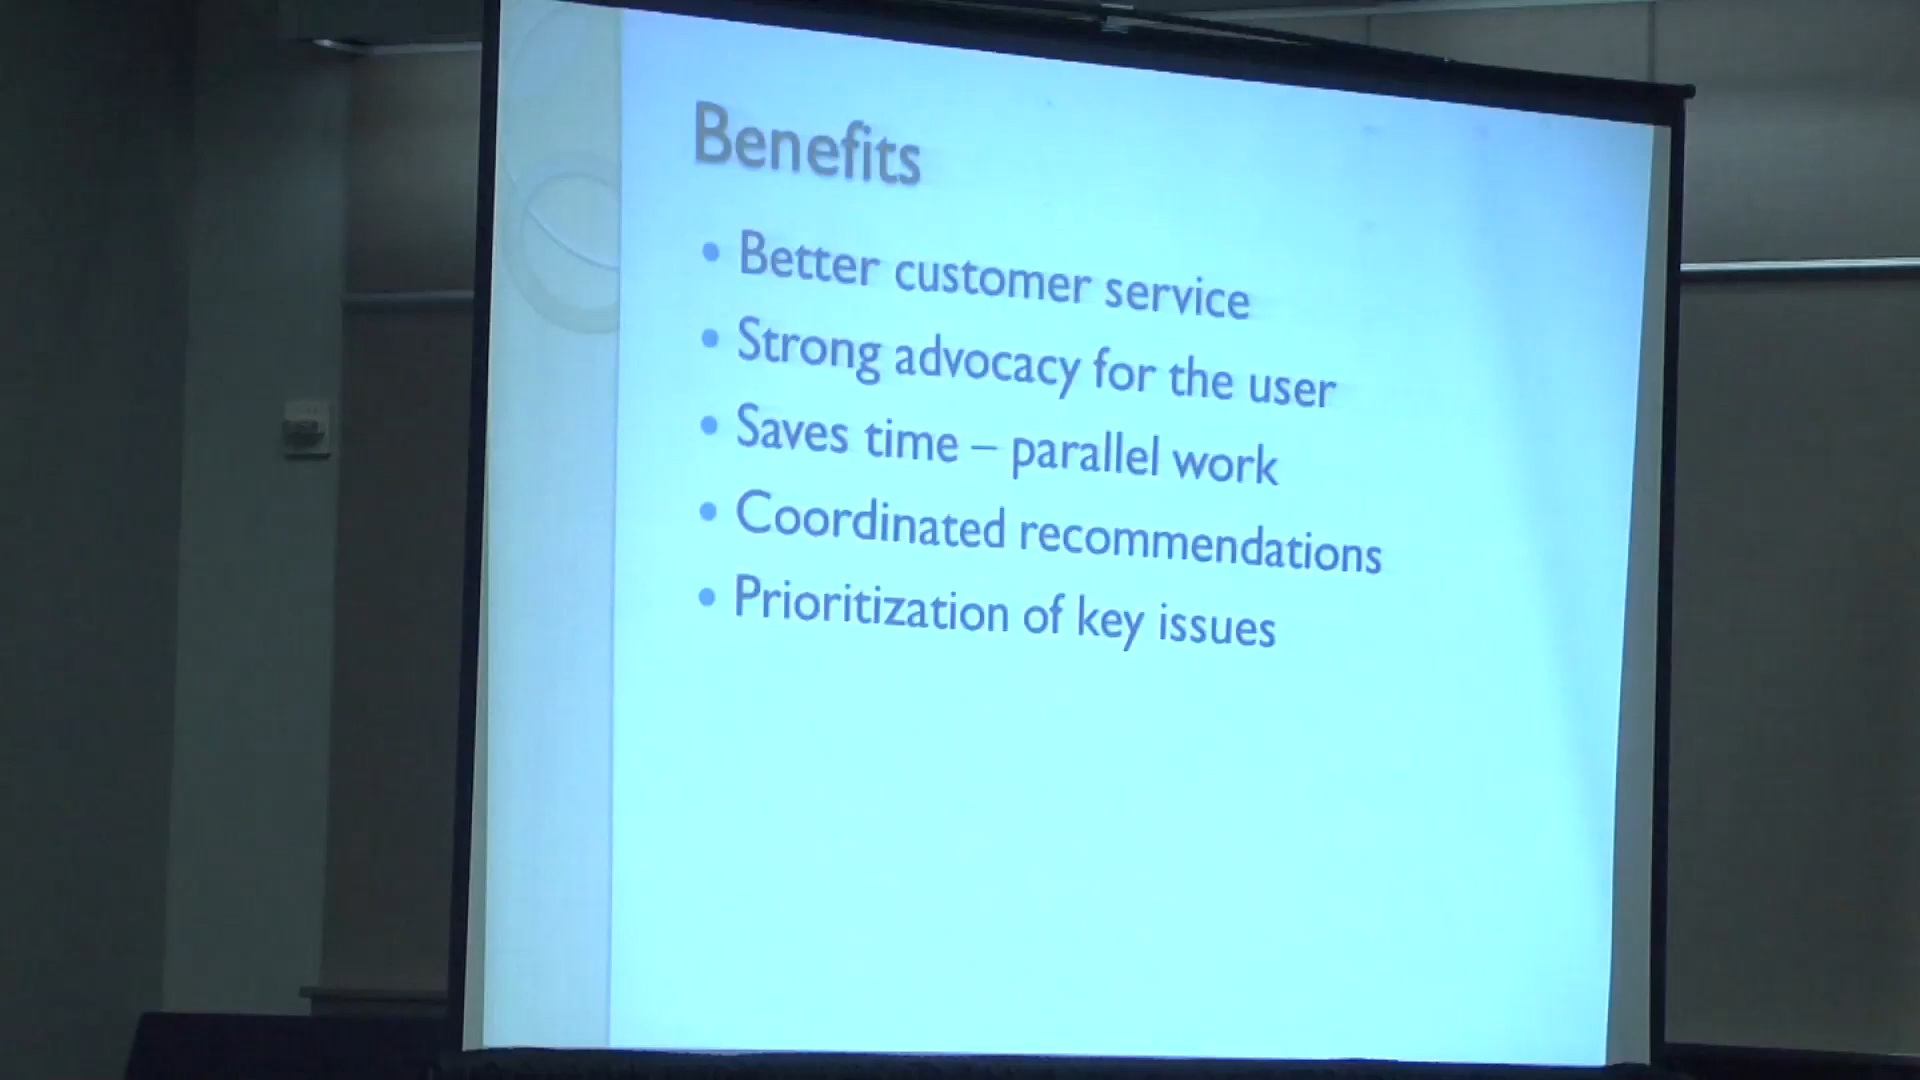 Benefits
• Better customer service
• Strong advocacy for the user
• Saves time – parallel work
• Coordinated recommendations
• Prioritization of key issues